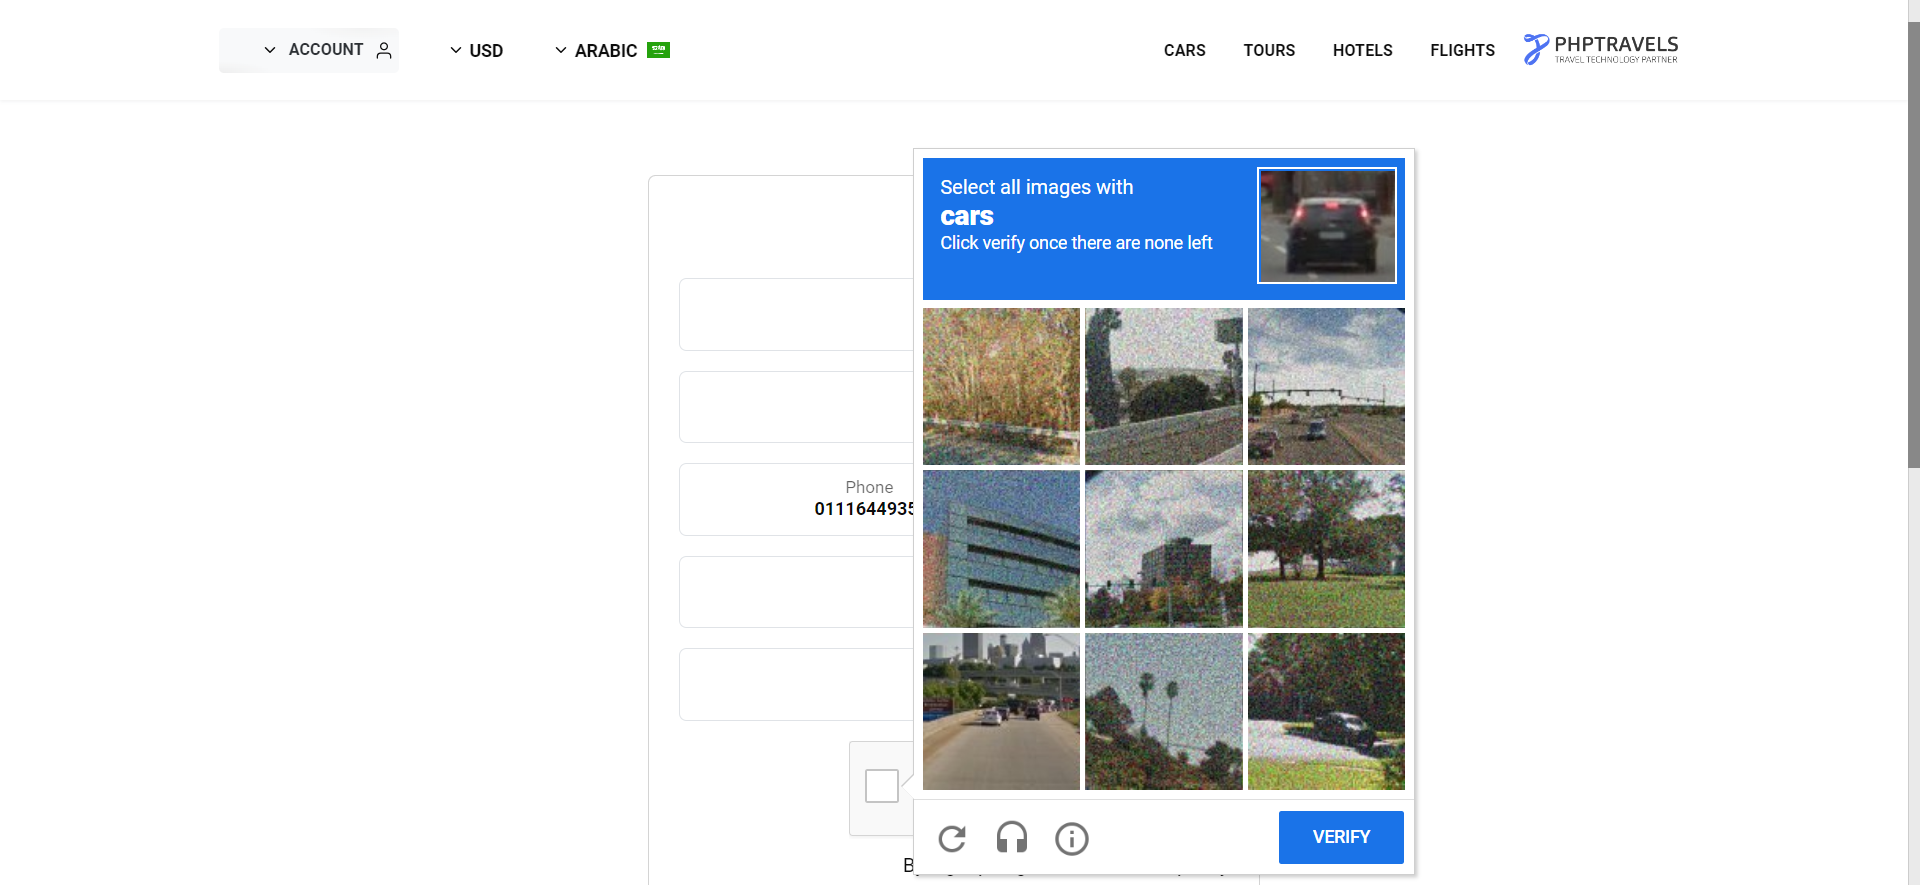 ACCOUNT
USD
ARABIC
CARS
TOURS
HOTELS
FLIGHTS
PHPTRAVELS
TRAVEL TECHNOLOGY PARTNER
Select all images with
cars
Click verify once there are none left
Phone
0111644935
VERIFY